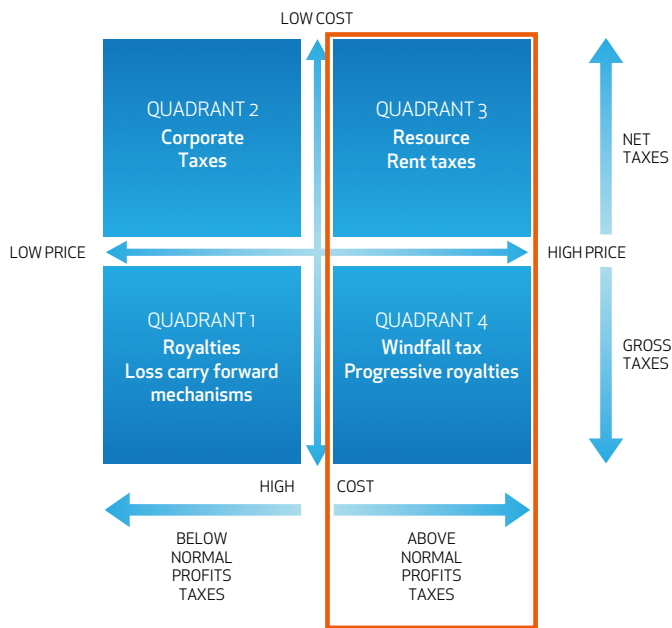 LOW COST
QUADRANT 2
Corporate
Taxes
QUADRANT 3
Resource
Rent taxes
NET
TAXES
LOW PRICE
HIGH PRICE
QUADRANT 1
Royalties
Loss carry forward
mechanisms
QUADRANT 4
Windfall tax
Progressive royalties
GROSS
TAXES
HIGH COST
BELOW
NORMAL
PROFITS
TAXES
ABOVE
NORMAL
PROFITS
TAXES